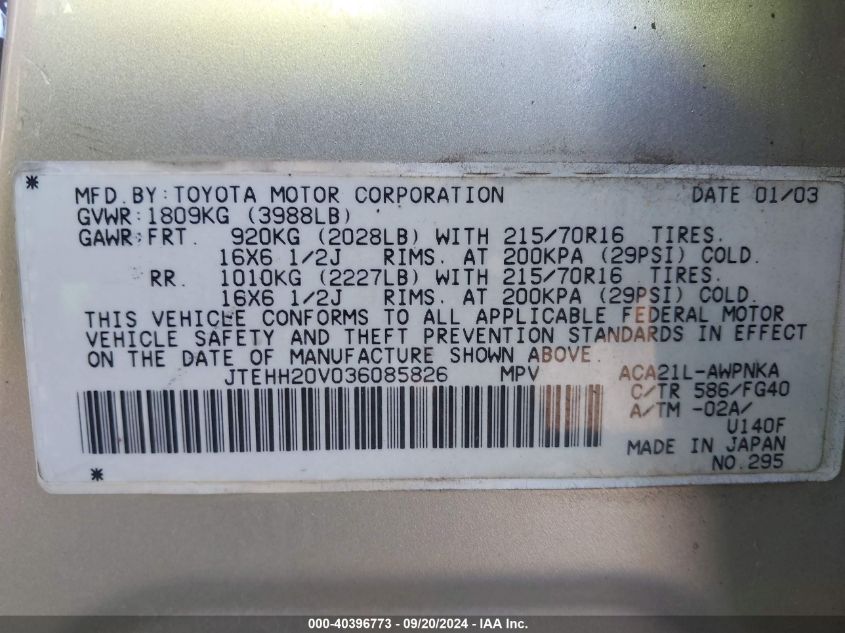 * MFD. BY: TOYOTA MOTOR CORPORATION DATE 01/03
GVWR: 1809KG (3988LB)
GAWR: FRT. 920KG (2028LB) WITH 215/70R16 TIRES.
16X6 1/2J RIMS. AT 200KPA (29PSI) COLD.
RR. 1010KG (2227LB) WITH 215/70R16 TIRES.
16X6 1/2J RIMS. AT 200KPA (29PSI) COLD.
THIS VEHICLE CONFORMS TO ALL APPLICABLE FEDERAL MOTOR
VEHICLE SAFETY AND THEFT PREVENTION STANDARDS IN EFFECT
ON THE DATE OF MANUFACTURE SHOWN ABOVE.
JTEHH20V036085826 MPV ACA21L-AWPNKA
C/TR 586/FG40
A/TM -02A/
U140F
MADE IN JAPAN
* NO.295
000-40396773 - 09/20/2024 - IAA Inc.